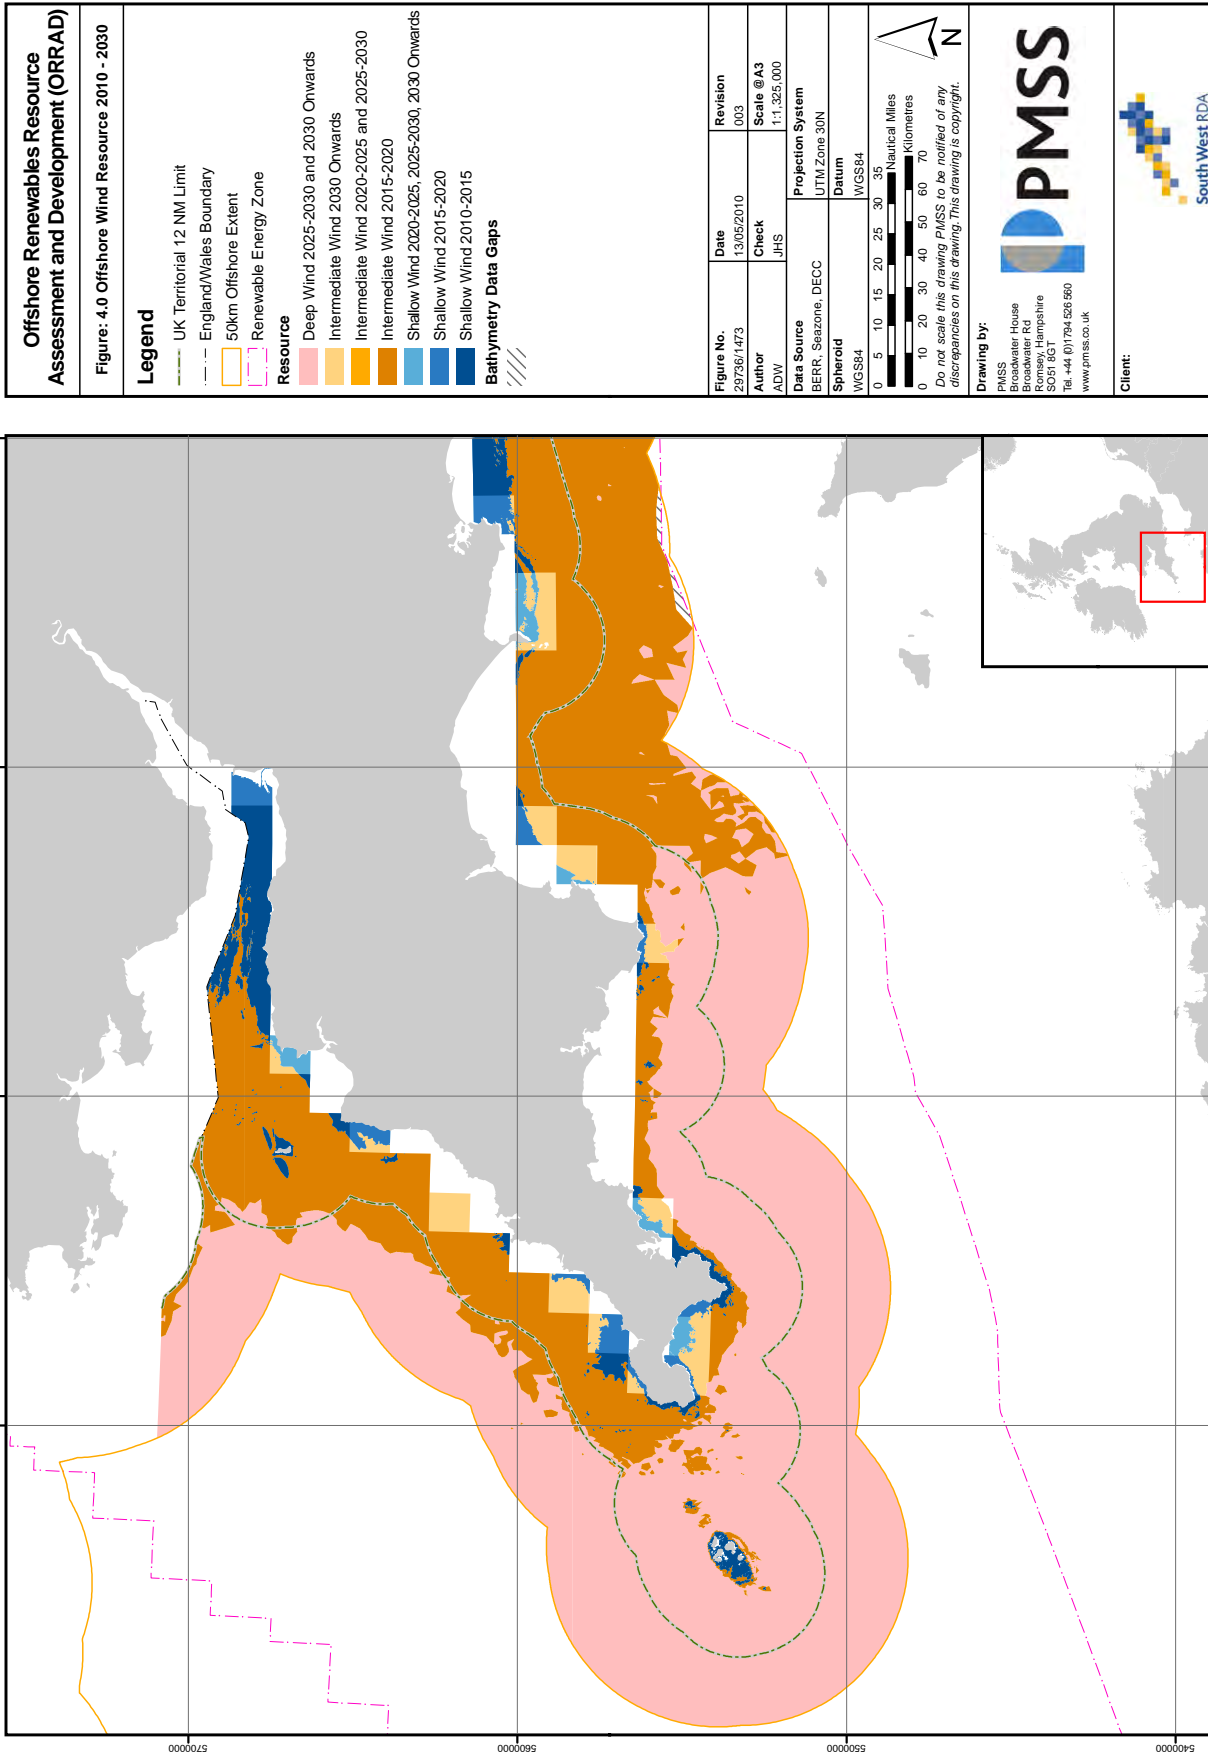 Offshore Renewables Resource
Assessment and Development (ORRAD)
Figure: 4.0 Offshore Wind Resource 2010 - 2030
Legend
UK Territorial 12 NM Limit
England/Wales Boundary
50km Offshore Extent
Renewable Energy Zone
Resource
Deep Wind 2025-2030 and 2030 Onwards
Intermediate Wind 2030 Onwards
Intermediate Wind 2020-2025 and 2025-2030
Intermediate Wind 2015-2020
Shallow Wind 2020-2025, 2025-2030, 2030 Onwards
Shallow Wind 2015-2020
Shallow Wind 2010-2015
Bathymetry Data Gaps
Figure No.
29736/1473
Date
13/05/2010
Revision
003
Author
ADW
Check
JHS
Scale @A3
1:1,325,000
Data Source
BERR, Seazone, DECC
Projection System
UTM Zone 30N
Spheroid
WGS84
Datum
WGS84
0 5 10 15 20 25 30 35
Nautical Miles
Kilometres
0 10 20 30 40 50 60 70
N
Do not scale this drawing PMSS to be notified of any
discrepancies on this drawing. This drawing is copyright.
Drawing by:
PMSS
Broadwater House
Broadwater Rd
Romsey, Hampshire
SO51 8GT
Tel. +44 (0)1794 526 560
www.pmss.co.uk
PMSS
Client:
South West RDA
5700000
5600000
5500000
5400000